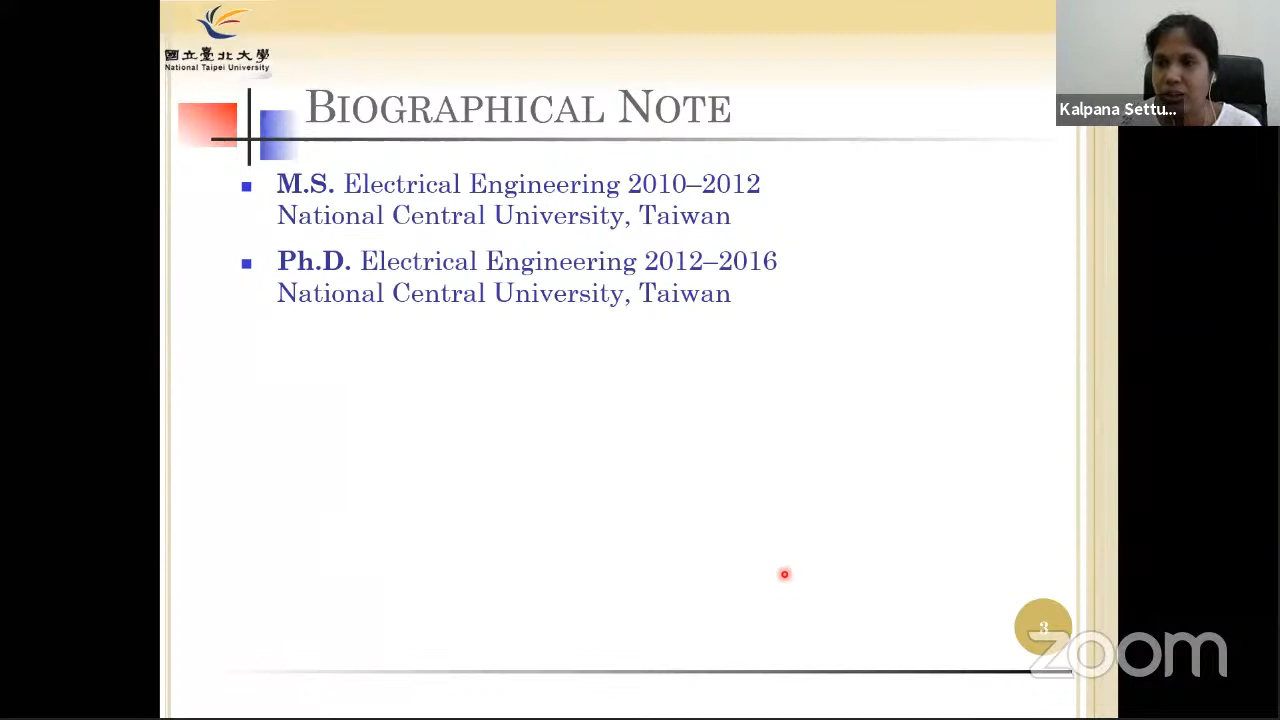 國立臺北大學
National Taipei University
BIOGRAPHICAL NOTE
Kalpana Settu...
M.S. Electrical Engineering 2010–2012
National Central University, Taiwan
Ph.D. Electrical Engineering 2012–2016
National Central University, Taiwan
3
zoom